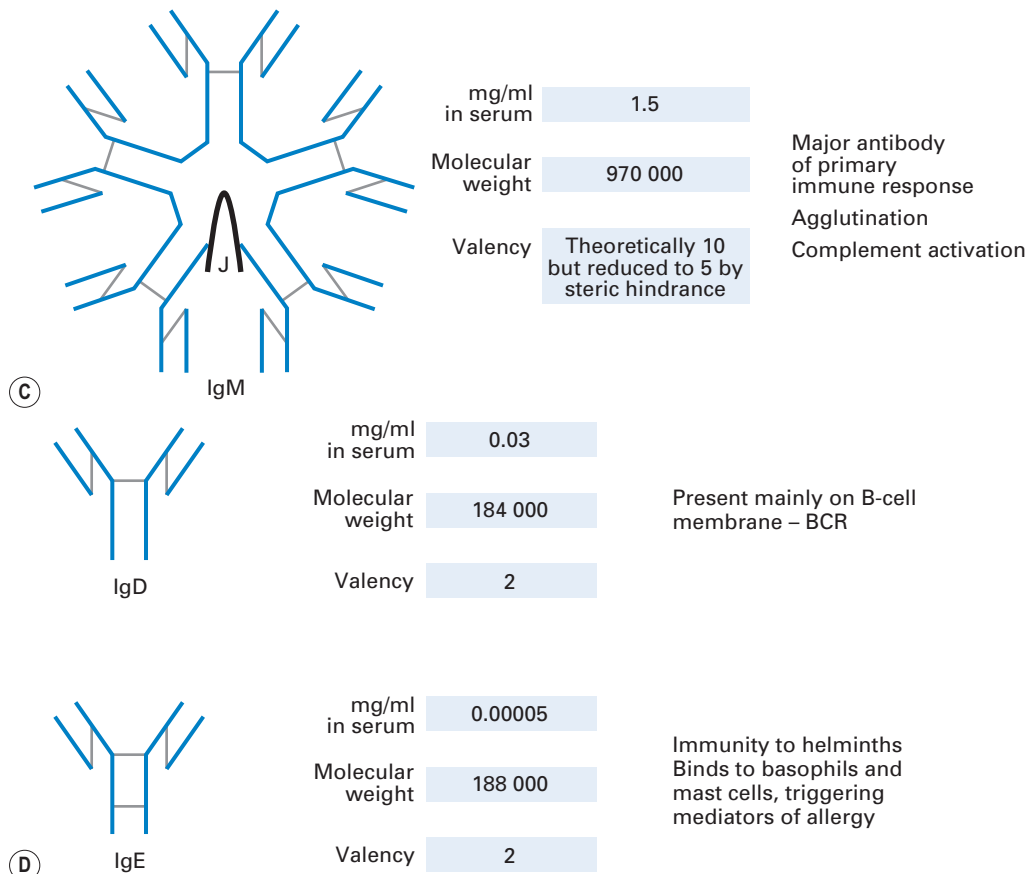 mg/ml
in serum
1.5
Molecular
weight
970 000
Valency
Theoretically 10
but reduced to 5 by
steric hindrance
Major antibody
of primary
immune response
Agglutination
Complement activation
J
IgM
C
mg/ml
in serum
0.03
Molecular
weight
184 000
Valency
2
Present mainly on B-cell
membrane – BCR
IgD
mg/ml
in serum
0.00005
Molecular
weight
188 000
Valency
2
Immunity to helminths
Binds to basophils and
mast cells, triggering
mediators of allergy
IgE
D